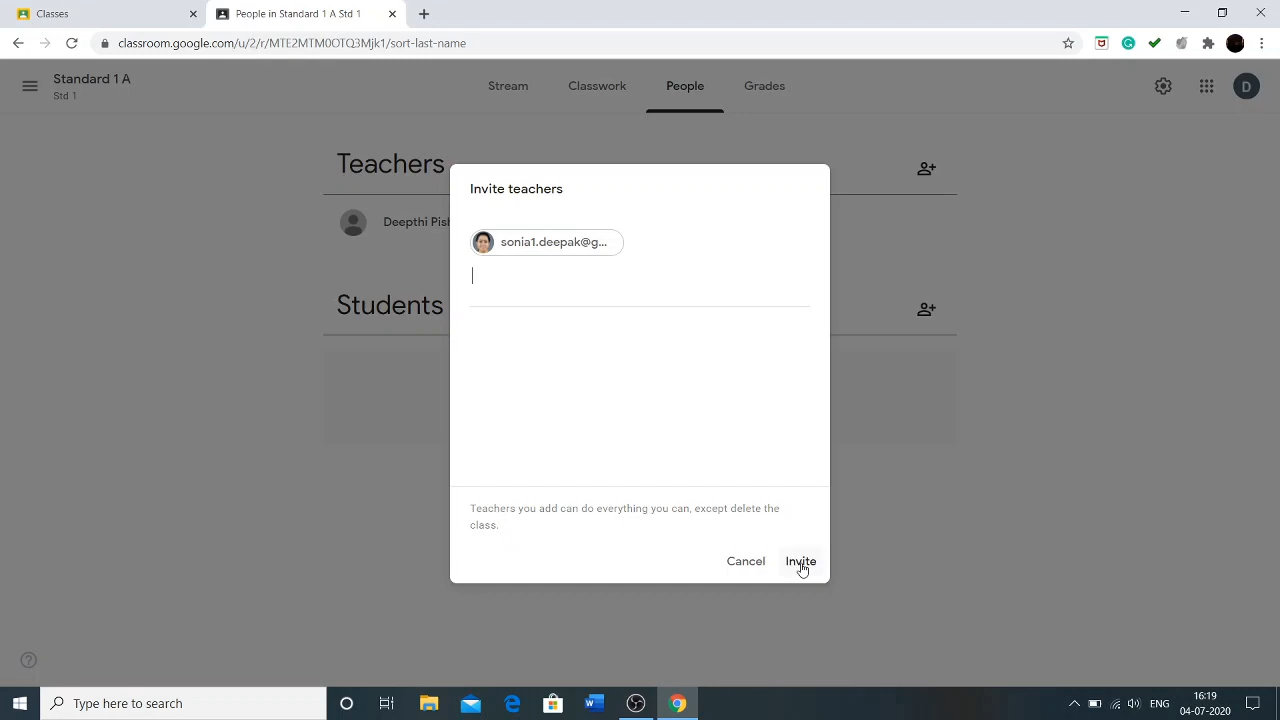 Classes
People in Standard 1 A Std 1
classroom.google.com/u/2/r/MTE2MTM0OTQ3Mjk1/sort-last-name
Standard 1 A
Std 1
Stream
Classwork
People
Grades
D
Teachers
Deepthi Pish
Students
Invite teachers
sonia1.deepak@g...
Teachers you add can do everything you can, except delete the
class.
Cancel
Invite
Type here to search
ENG
16:19
04-07-2020